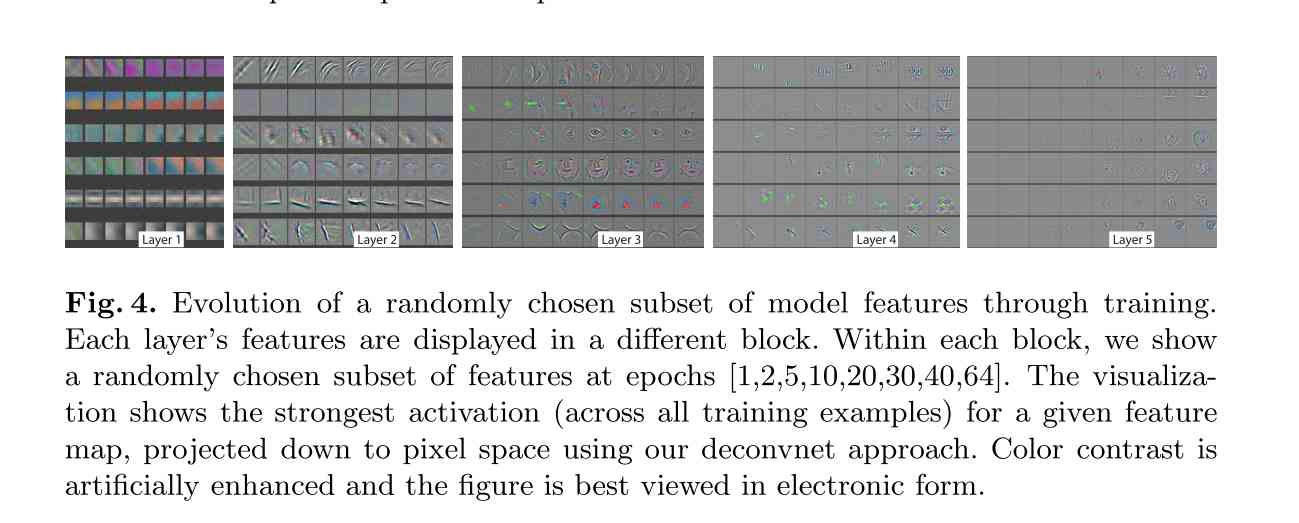 Layer 1
Layer 2
Layer 3
Layer 4
Layer 5
Fig. 4. Evolution of a randomly chosen subset of model features through training.
Each layer's features are displayed in a different block. Within each block, we show
a randomly chosen subset of features at epochs [1,2,5,10,20,30,40,64]. The visualiza-
tion shows the strongest activation (across all training examples) for a given feature
map, projected down to pixel space using our deconvnet approach. Color contrast is
artificially enhanced and the figure is best viewed in electronic form.